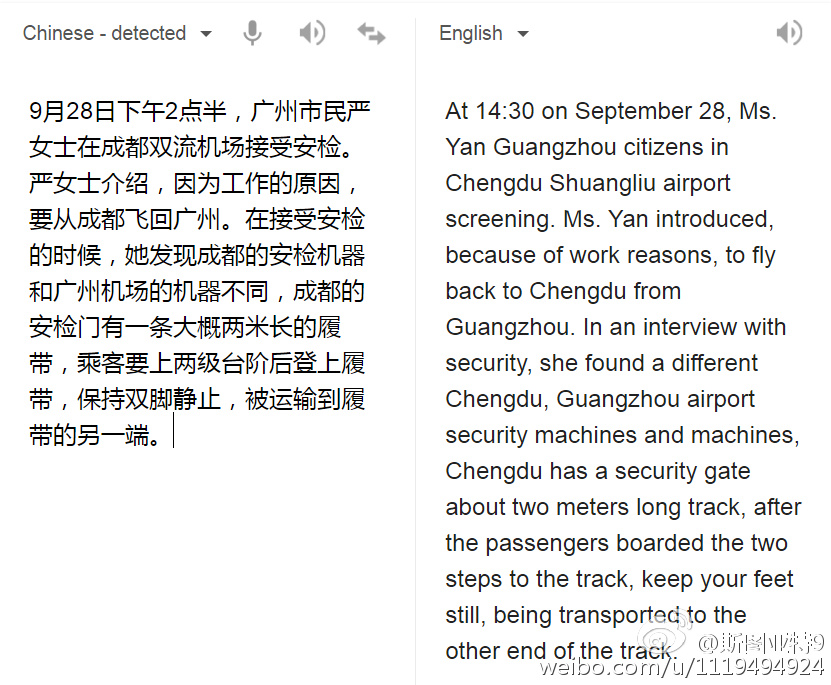 Chinese - detected
English
9月28日下午2点半，广州市民严
女士在成都双流机场接受安检。
严女士介绍，因为工作的原因，
要从成都飞回广州。在接受安检
的时候，她发现成都的安检机器
和广州机场的机器不同，成都的
安检门有一条大概两米长的履
带，乘客要上两级台阶后登上履
带，保持双脚静止，被运输到履
带的另一端。
At 14:30 on September 28, Ms.
Yan Guangzhou citizens in
Chengdu Shuangliu airport
screening. Ms. Yan introduced,
because of work reasons, to fly
back to Chengdu from
Guangzhou. In an interview with
security, she found a different
Chengdu, Guangzhou airport
security machines and machines,
Chengdu has a security gate
about two meters long track, after
the passengers boarded the two
steps to the track, keep your feet
still, being transported to the
other end of the track.
weibo.com/u/1119494924